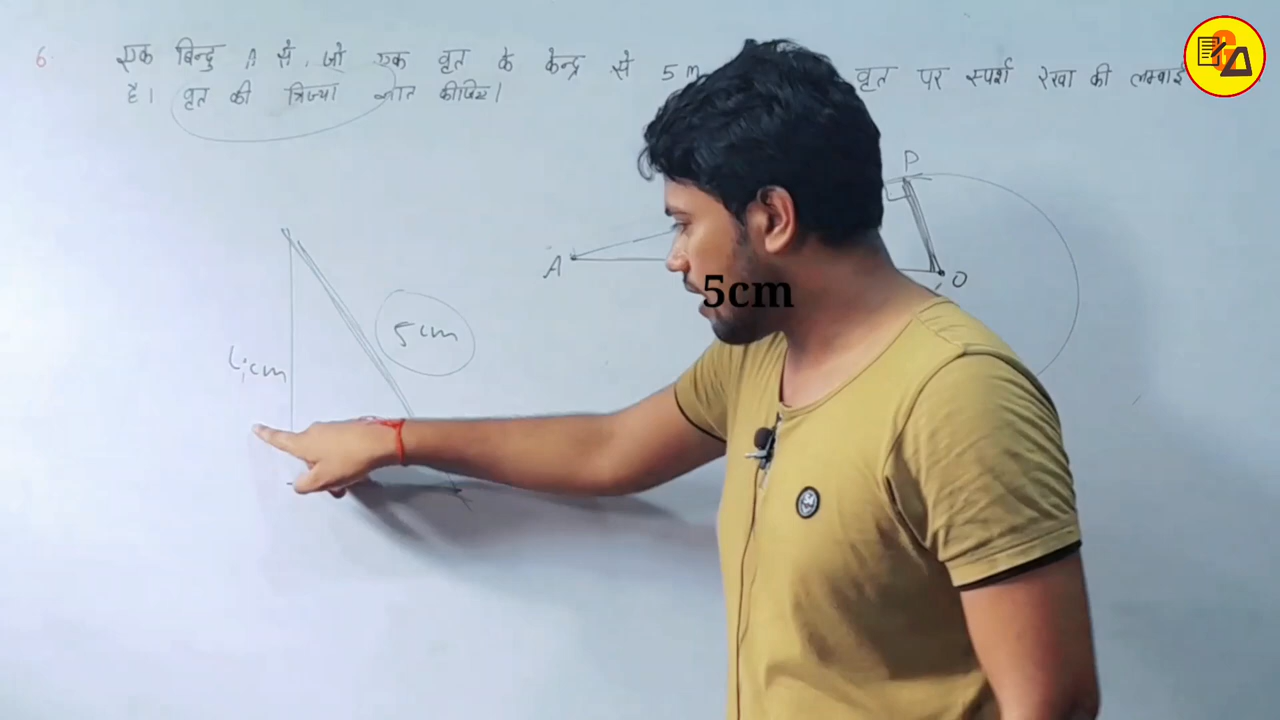 6. एक बिन्दु A से, जो एक वृत के केन्द्र से 5 वृत पर स्पर्श रेखा की लम्बाई
है। वृत की त्रिज्या ज्ञात कीजिए।
P
A
O
5cm
5cm
4cm